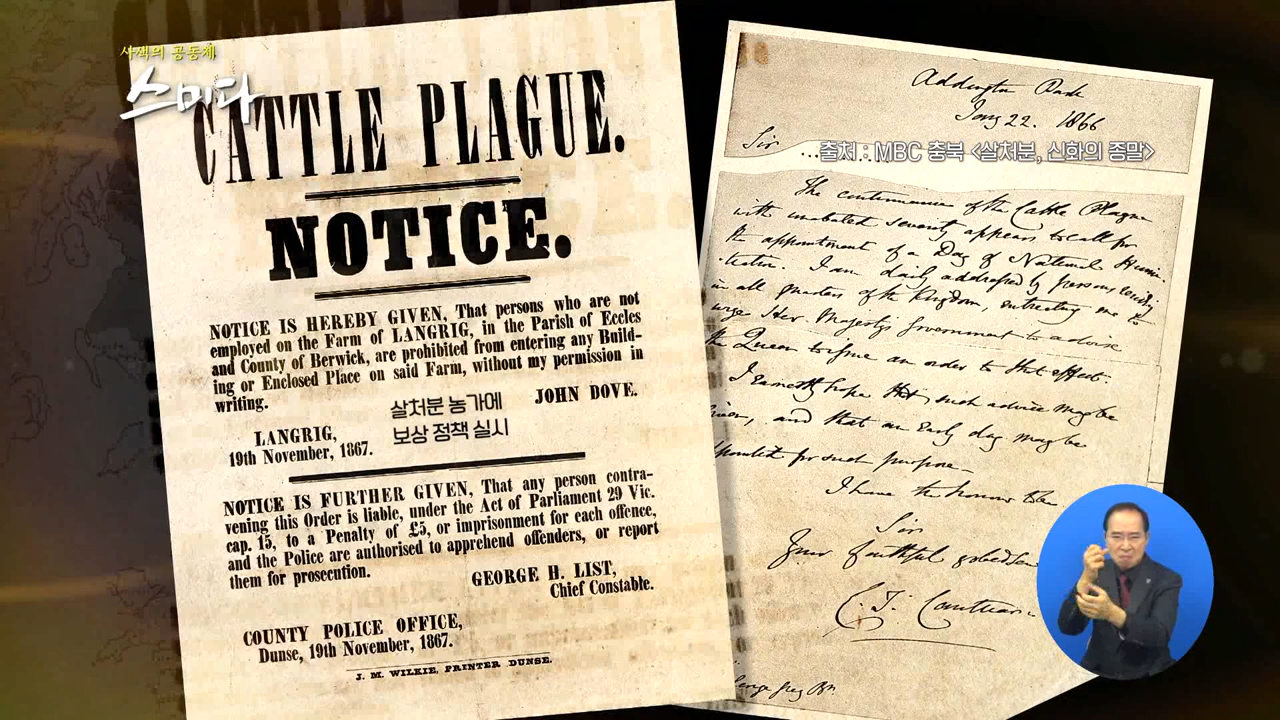 사색의 공동체
스미다
CATTLE PLAGUE.
NOTICE.
NOTICE IS HEREBY GIVEN, That persons who are not
employed on the Farm of LANGRIG, in the Parish of Eccles
and County of Berwick, are prohibited from entering any Build-
ing or Enclosed Place on said Farm, without my permission in
writing.
JOHN DOVE.
LANGRIG,
19th November, 1867.
살처분 농가에
보상 정책 실시
NOTICE IS FURTHER GIVEN, That any person contra-
vening this Order is liable, under the Act of Parliament 29 Vic.
cap. 15, to a Penalty of £5, or imprisonment for each offence,
and the Police are authorised to apprehend offenders, or report
them for prosecution.
GEORGE H. LIST,
Chief Constable.
COUNTY POLICE OFFICE,
Dunse, 19th November, 1867.
J. M. WILKIE, PRINTER DUNSE.
Addington Park
Jany 22. 1866
Sir
...출처 : MBC 충북 <살처분, 신화의 종말>
The continuance of the Cattle Plague
with unabated severity appears to call for
the appointment of a Day of National Humi-
liation. I am daily addressed by persons
in all quarters of the kingdom, entreating me to
urge Her Majesty's Government to advise
the Queen to issue an order to that effect.
I earnestly hope that such advice may be
and that an early day may be
appointed for such purpose_
I have the honour to be
Sir
Your faithful
C. T. Cantuar